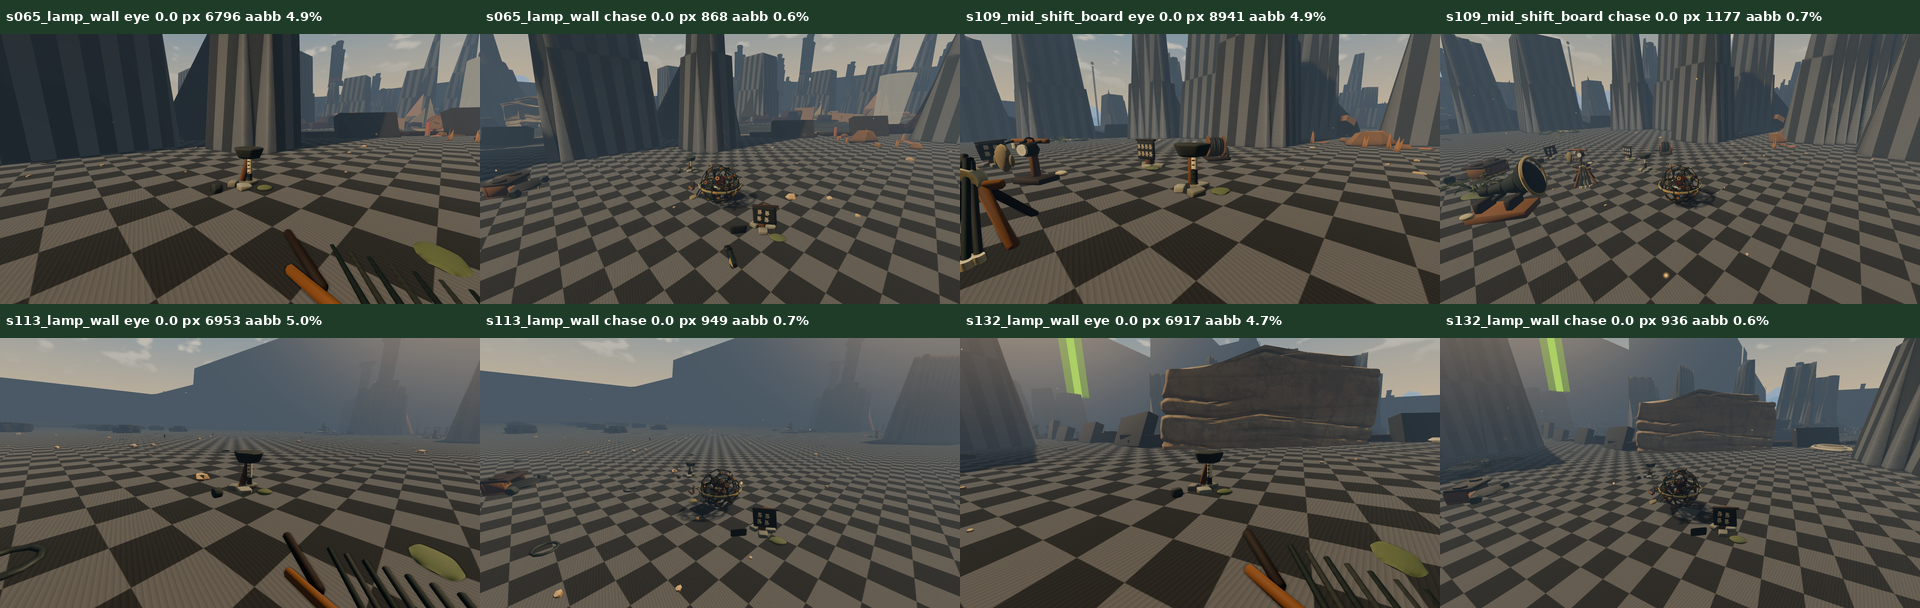 s065_lamp_wall eye 0.0 px 6796 aabb 4.9%
s065_lamp_wall chase 0.0 px 868 aabb 0.6%
s109_mid_shift_board eye 0.0 px 8941 aabb 4.9%
s109_mid_shift_board chase 0.0 px 1177 aabb 0.7%
s113_lamp_wall eye 0.0 px 6953 aabb 5.0%
s113_lamp_wall chase 0.0 px 949 aabb 0.7%
s132_lamp_wall eye 0.0 px 6917 aabb 4.7%
s132_lamp_wall chase 0.0 px 936 aabb 0.6%